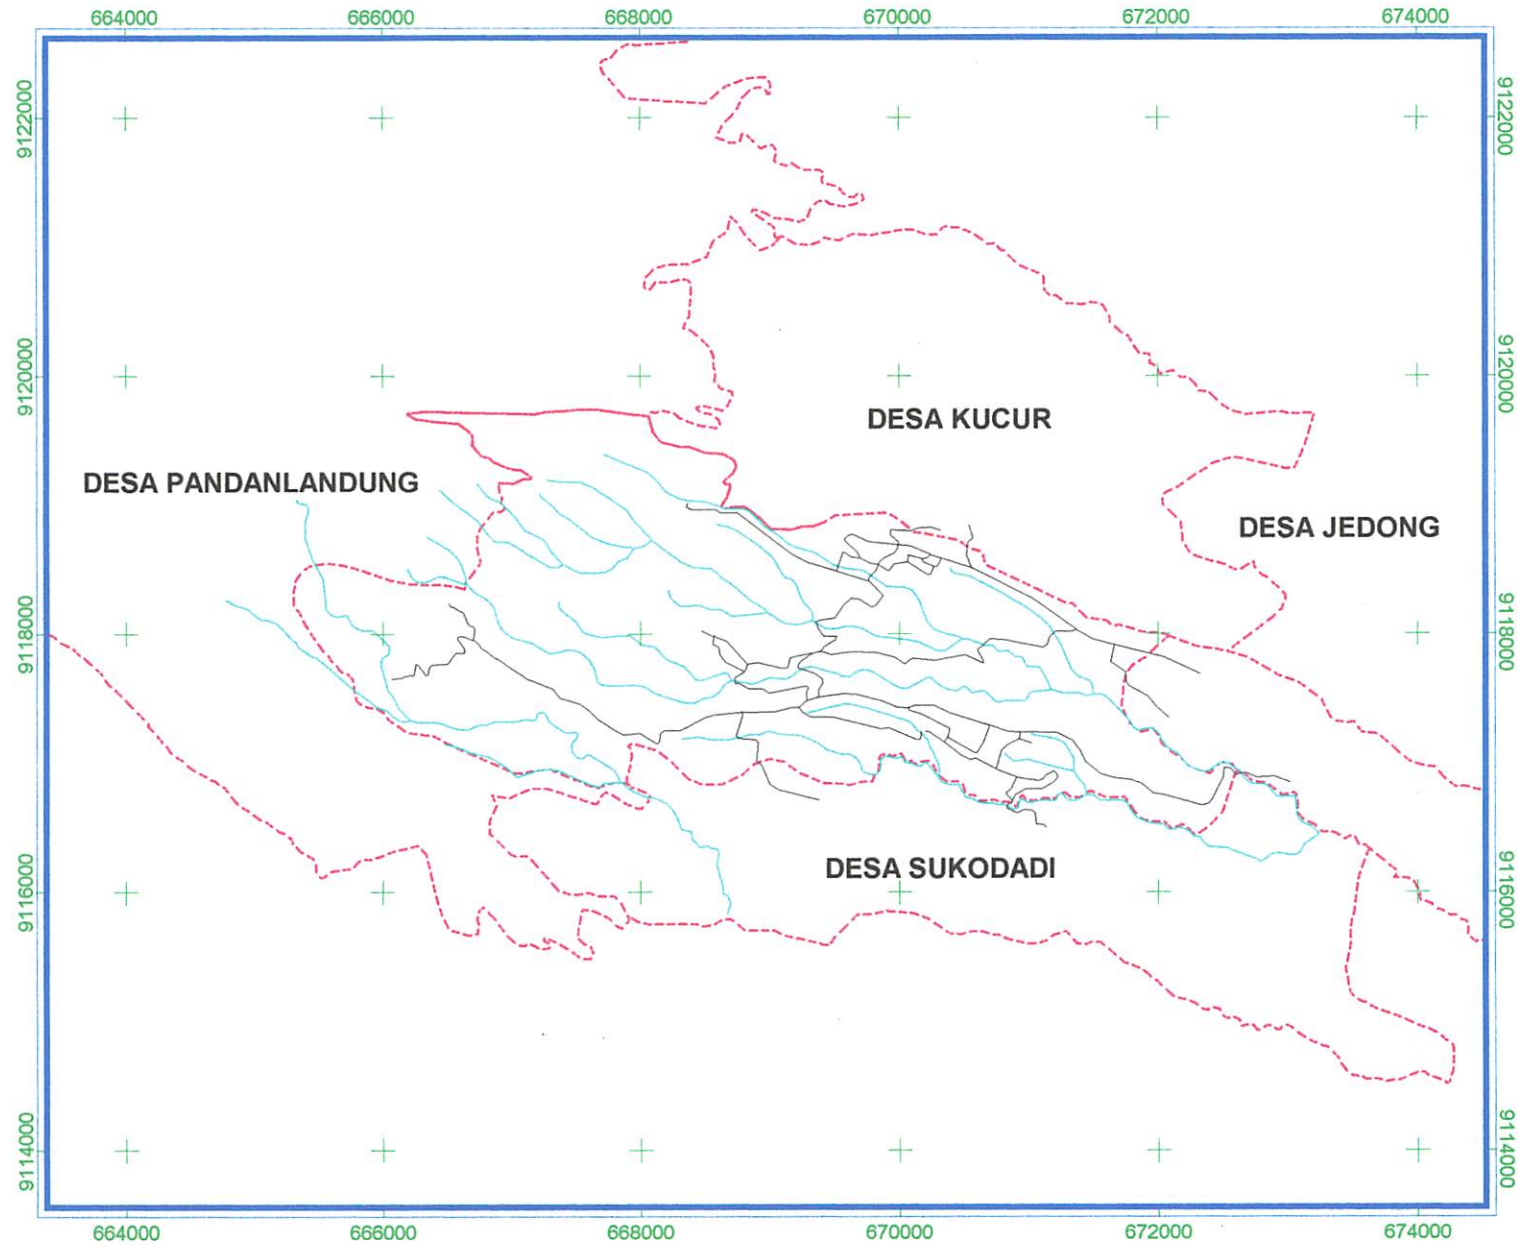 664000 666000 668000 670000 672000 674000
9122000 9122000
9120000 9120000
DESA KUCUR
DESA PANDANLANDUNG
DESA JEDONG
9118000 9118000
DESA SUKODADI
9116000 9116000
9114000 9114000
664000 666000 668000 670000 672000 674000